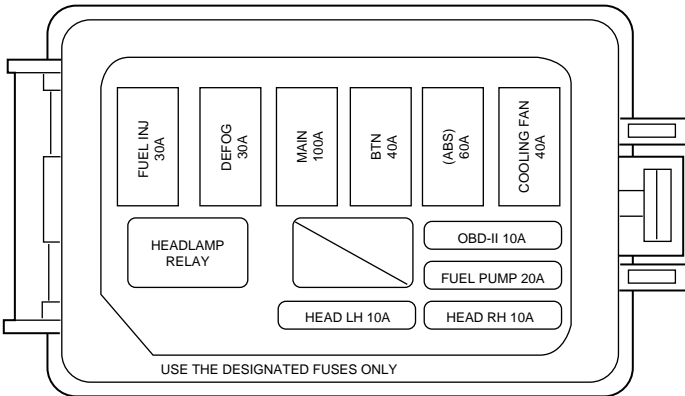 FUEL INJ
30A
DEFOG
30A
MAIN
100A
BTN
40A
(ABS)
60A
COOLING FAN
40A
HEADLAMP
RELAY
OBD-II 10A
FUEL PUMP 20A
HEAD LH 10A
HEAD RH 10A
USE THE DESIGNATED FUSES ONLY